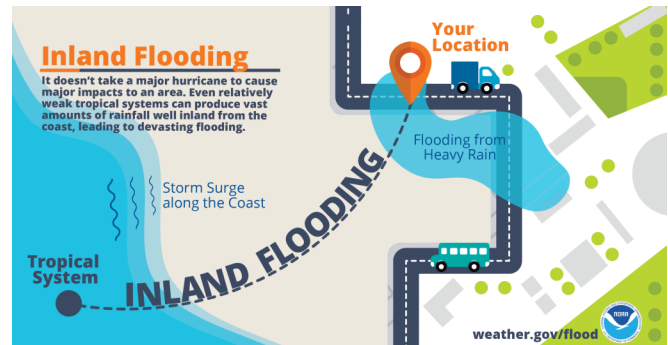 Inland Flooding
It doesn't take a major hurricane to cause
major impacts to an area. Even relatively
weak tropical systems can produce vast
amounts of rainfall well inland from the
coast, leading to devasting flooding.
Your
Location
Flooding from
Heavy Rain
Storm Surge
along the Coast
INLAND FLOODING
Tropical
System
weather.gov/flood
NOAA